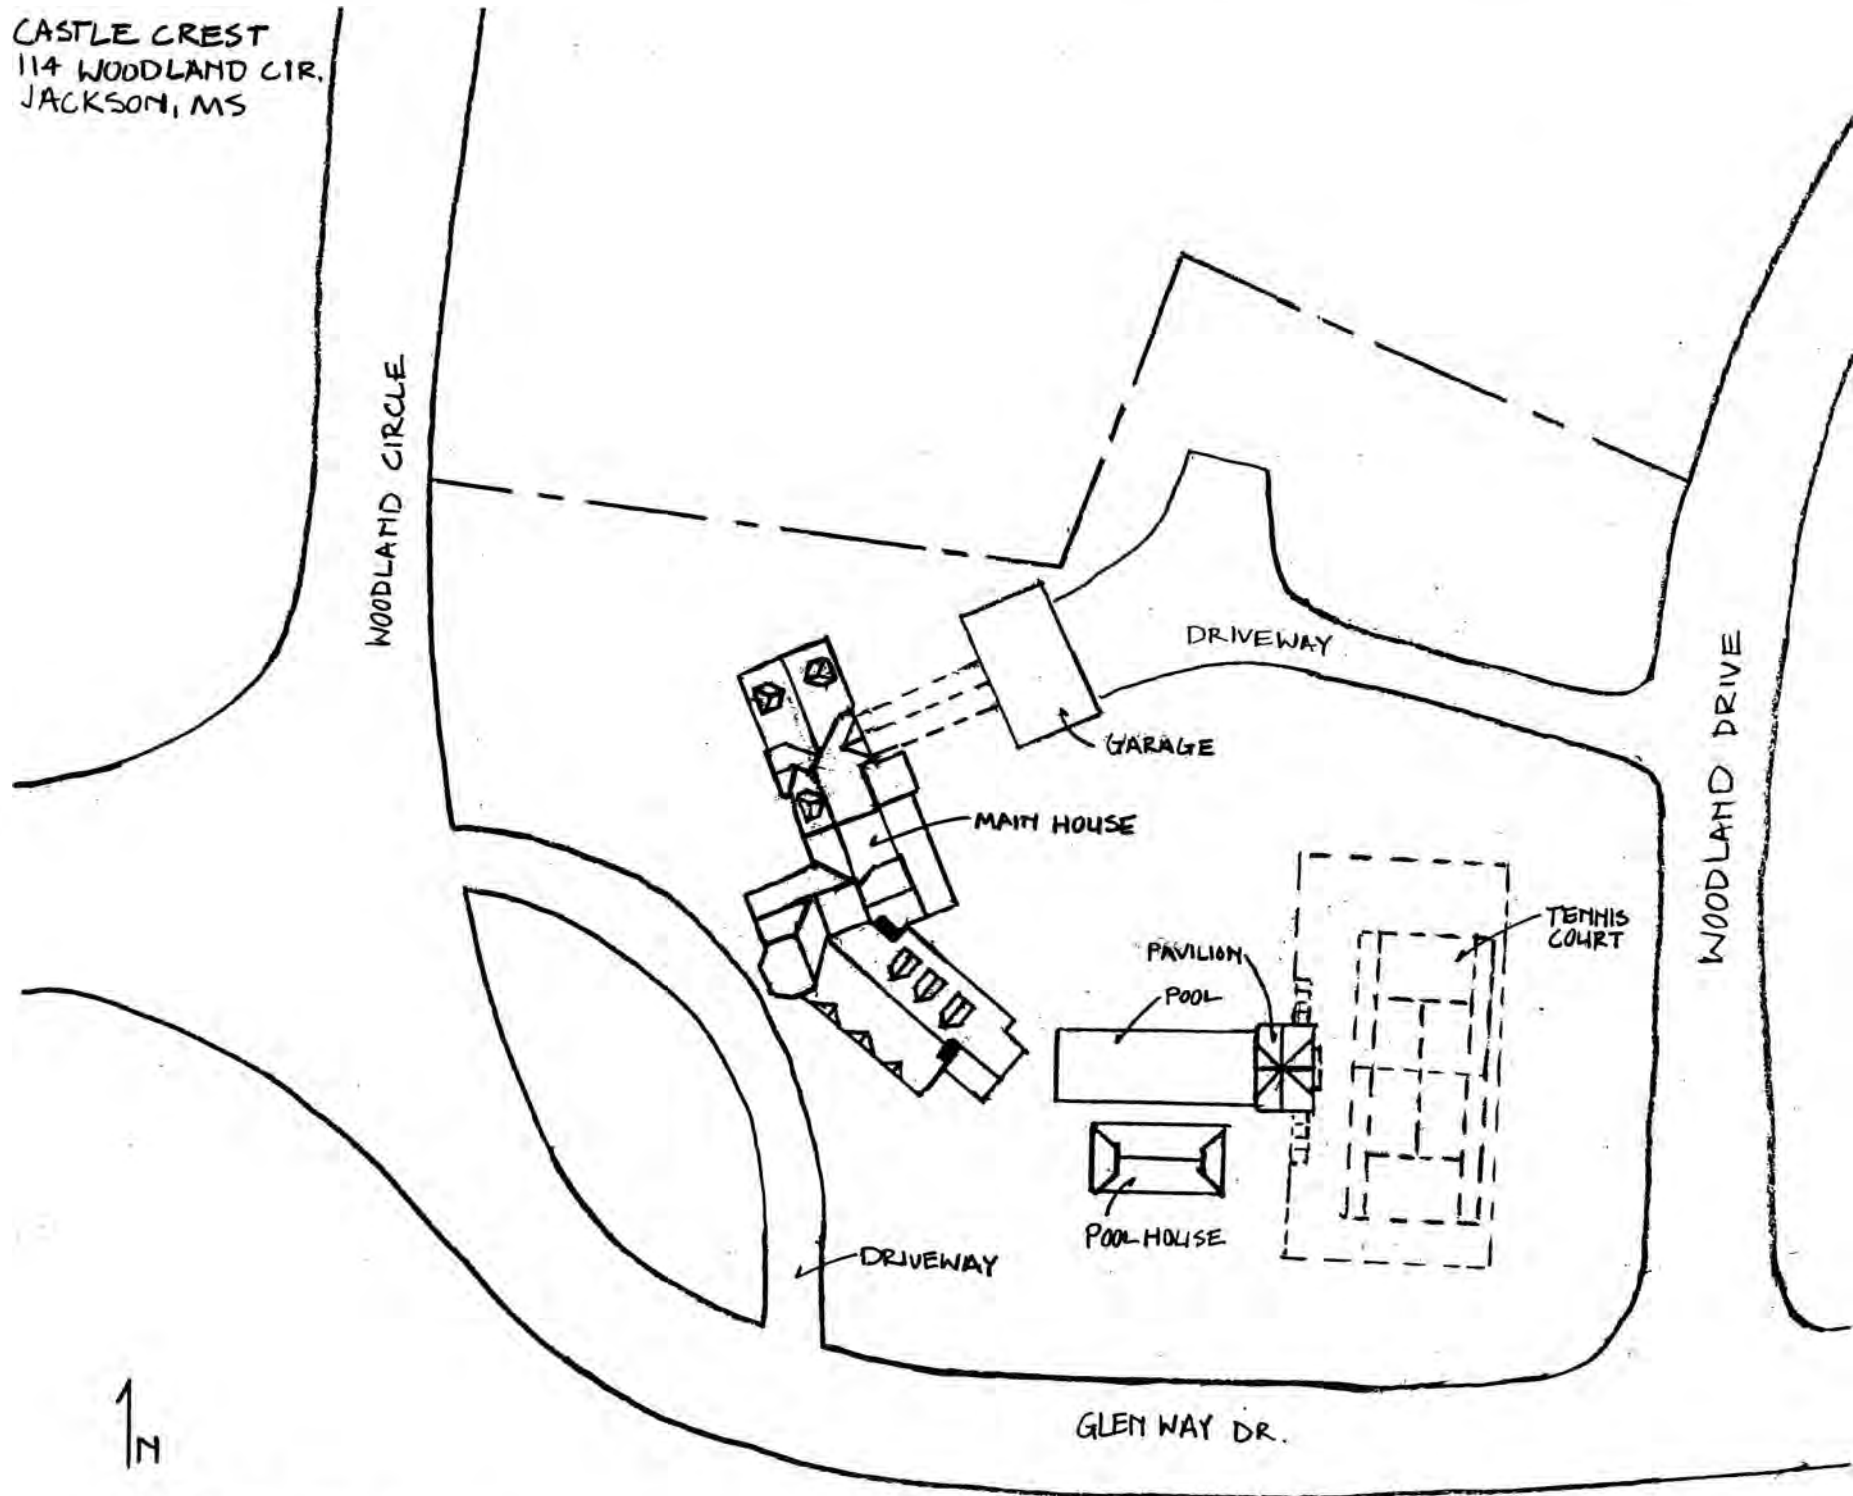 CASTLE CREST
114 WOODLAND CIR.
JACKSON, MS
WOODLAND CIRCLE
DRIVEWAY
GARAGE
WOODLAND DRIVE
MAIN HOUSE
TENNIS
COURT
PAVILION
POOL
POOL HOUSE
DRIVEWAY
GLEN WAY DR.
N